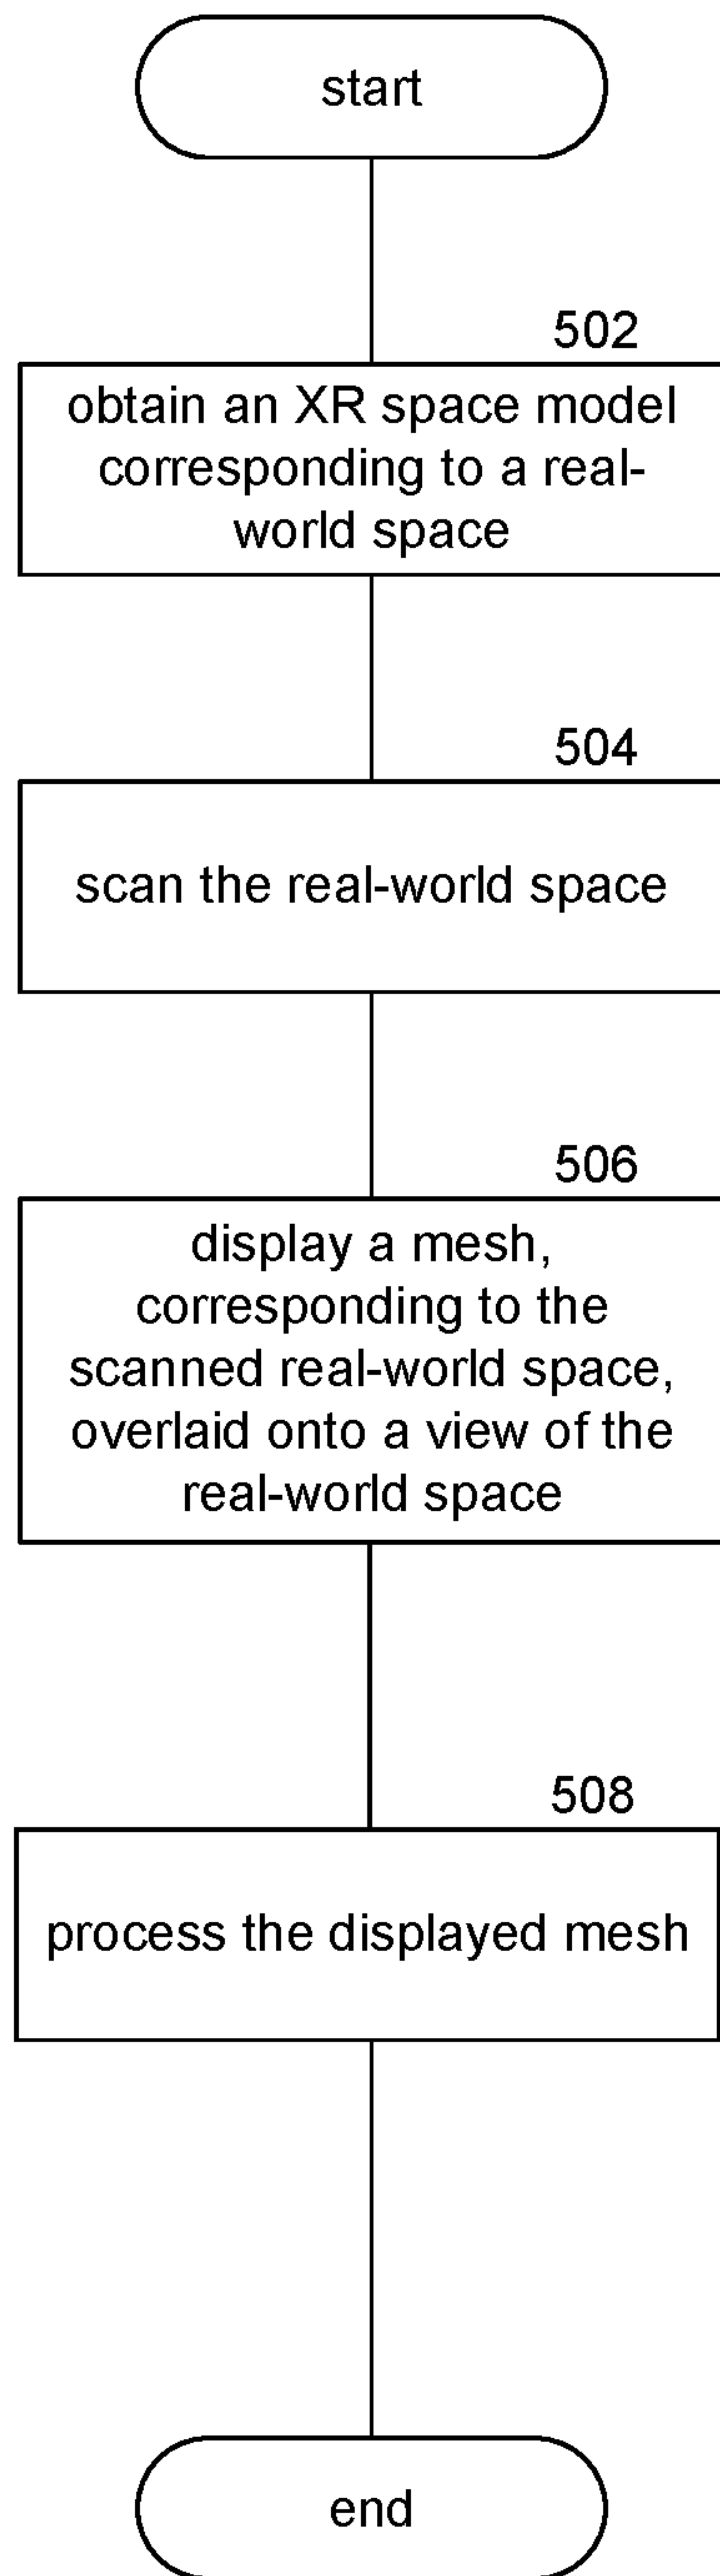 start
502
obtain an XR space model
corresponding to a real-
world space
504
scan the real-world space
506
display a mesh,
corresponding to the
scanned real-world space,
overlaid onto a view of the
real-world space
508
process the displayed mesh
end